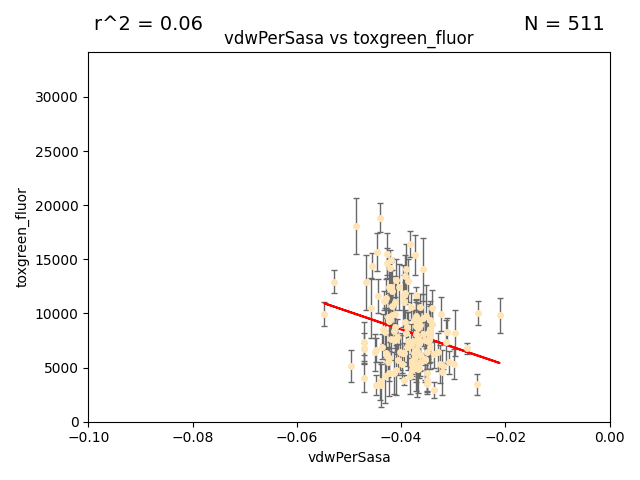 r^2 = 0.06
N = 511
vdwPerSasa vs toxgreen_fluor
30000
25000
20000
15000
10000
5000
0
toxgreen_fluor
−0.10
−0.08
−0.06
−0.04
−0.02
0.00
vdwPerSasa